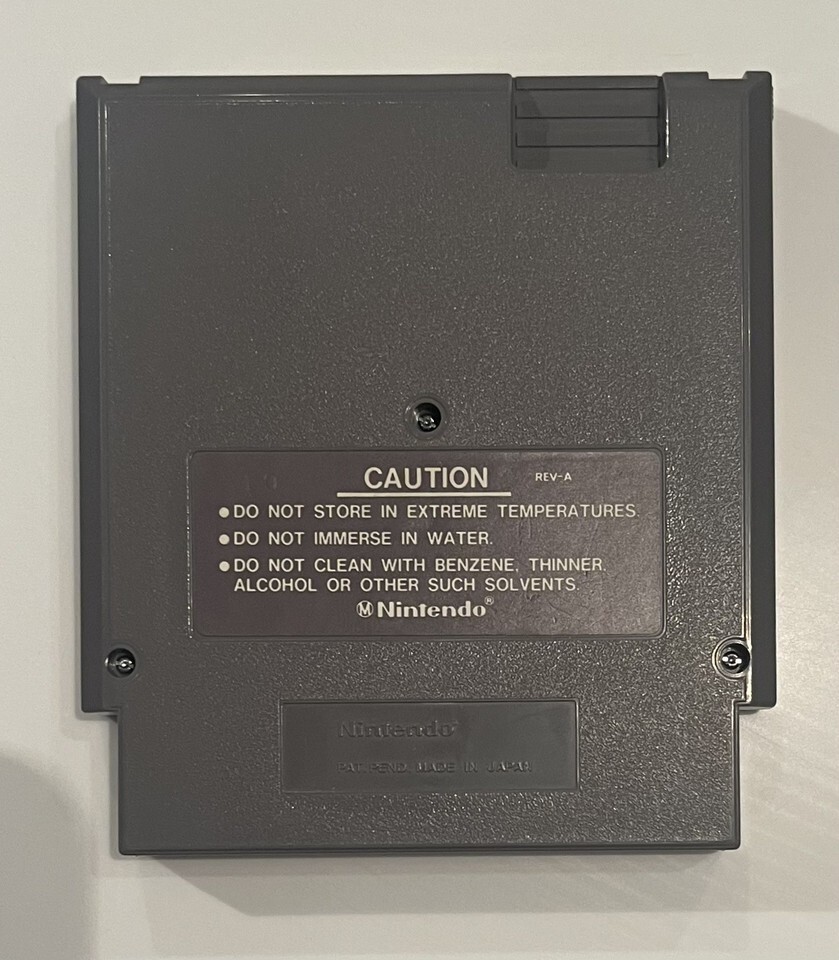 CAUTION REV-A
●DO NOT STORE IN EXTREME TEMPERATURES.
●DO NOT IMMERSE IN WATER.
●DO NOT CLEAN WITH BENZENE, THINNER,
ALCOHOL OR OTHER SUCH SOLVENTS.
ⓂNintendo®
Nintendo®
PAT. PEND. MADE IN JAPAN